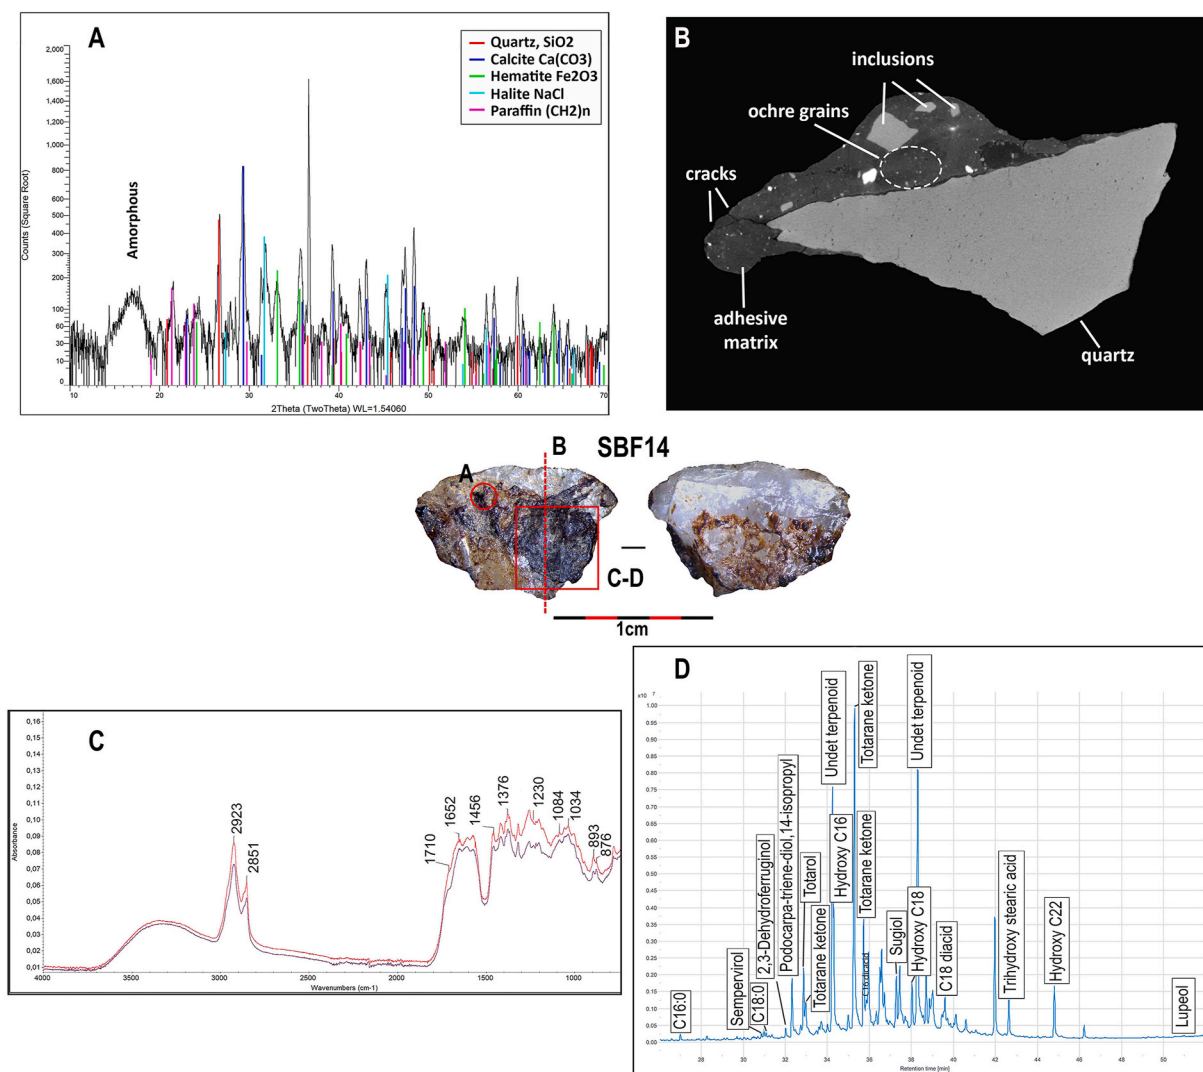 A
Quartz, SiO2
Calcite Ca(CO3)
Hematite Fe2O3
Halite NaCl
Paraffin (CH2)n
Counts (Square Root)
2,000
1,600
1,400
1,200
1,000
800
600
500
400
300
200
100
60
30
10
0
Amorphous
10 20 30 40 50 60 70
2Theta (TwoTheta) WL=1.54060
B
inclusions
ochre grains
cracks
adhesive
matrix
quartz
B SBF14
A
C-D
1cm
C
Absorbance
0,16
0,15
0,14
0,13
0,12
0,11
0,10
0,09
0,08
0,07
0,06
0,05
0,04
0,03
0,02
0,01
2923
2851
1710
1652
1456
1376
1230
1084
1034
893
876
4000 3500 3000 2500 2000 1500 1000
Wavenumbers (cm-1)
D
x10 7
1.00
0.95
0.90
0.85
0.80
0.75
0.70
0.65
0.60
0.55
0.50
0.45
0.40
0.35
0.30
0.25
0.20
0.15
0.10
0.05
0.00
C16:0
Sempervirol
C18:0
2,3-Dehydroferruginol
Podocarpa-triene-diol,14-isopropyl
Totarol
Totarane ketone
Undet terpenoid
Hydroxy C16
Totarane ketone
Totarane ketone
C16 diacid
Sugiol
Hydroxy C18
Undet terpenoid
C18 diacid
Trihydroxy stearic acid
Hydroxy C22
Lupeol
28 30 32 34 36 38 40 42 44 46 48 50
Retention time [min]